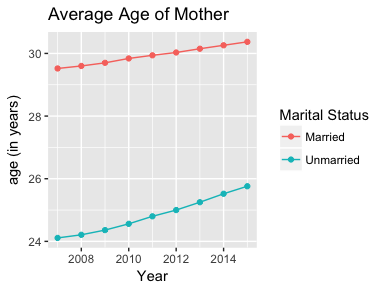 Average Age of Mother
age (in years)
30
28
26
24
2008 2010 2012 2014
Year
Marital Status
Married
Unmarried